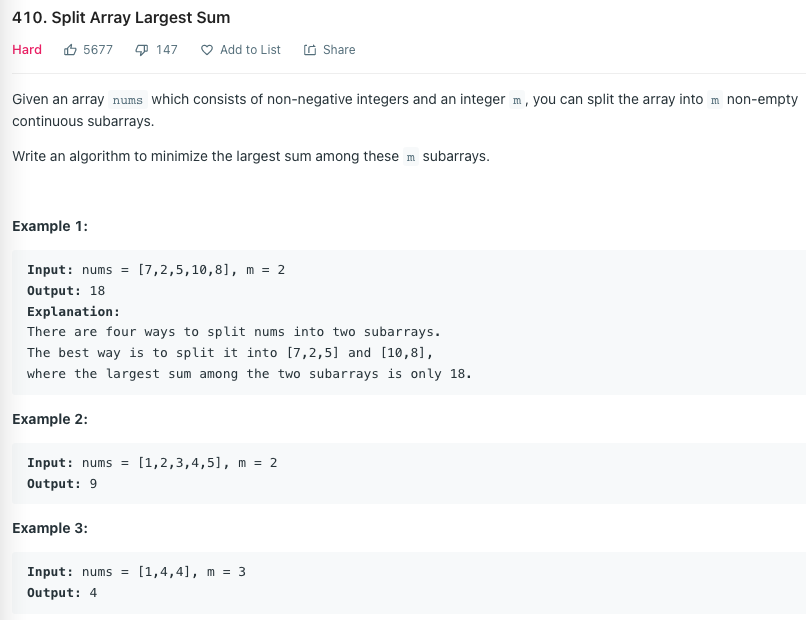 410. Split Array Largest Sum
Hard 5677 147 Add to List Share
Given an array nums which consists of non-negative integers and an integer m, you can split the array into m non-empty
continuous subarrays.
Write an algorithm to minimize the largest sum among these m subarrays.
Example 1:
Input: nums = [7,2,5,10,8], m = 2
Output: 18
Explanation:
There are four ways to split nums into two subarrays.
The best way is to split it into [7,2,5] and [10,8],
where the largest sum among the two subarrays is only 18.
Example 2:
Input: nums = [1,2,3,4,5], m = 2
Output: 9
Example 3:
Input: nums = [1,4,4], m = 3
Output: 4